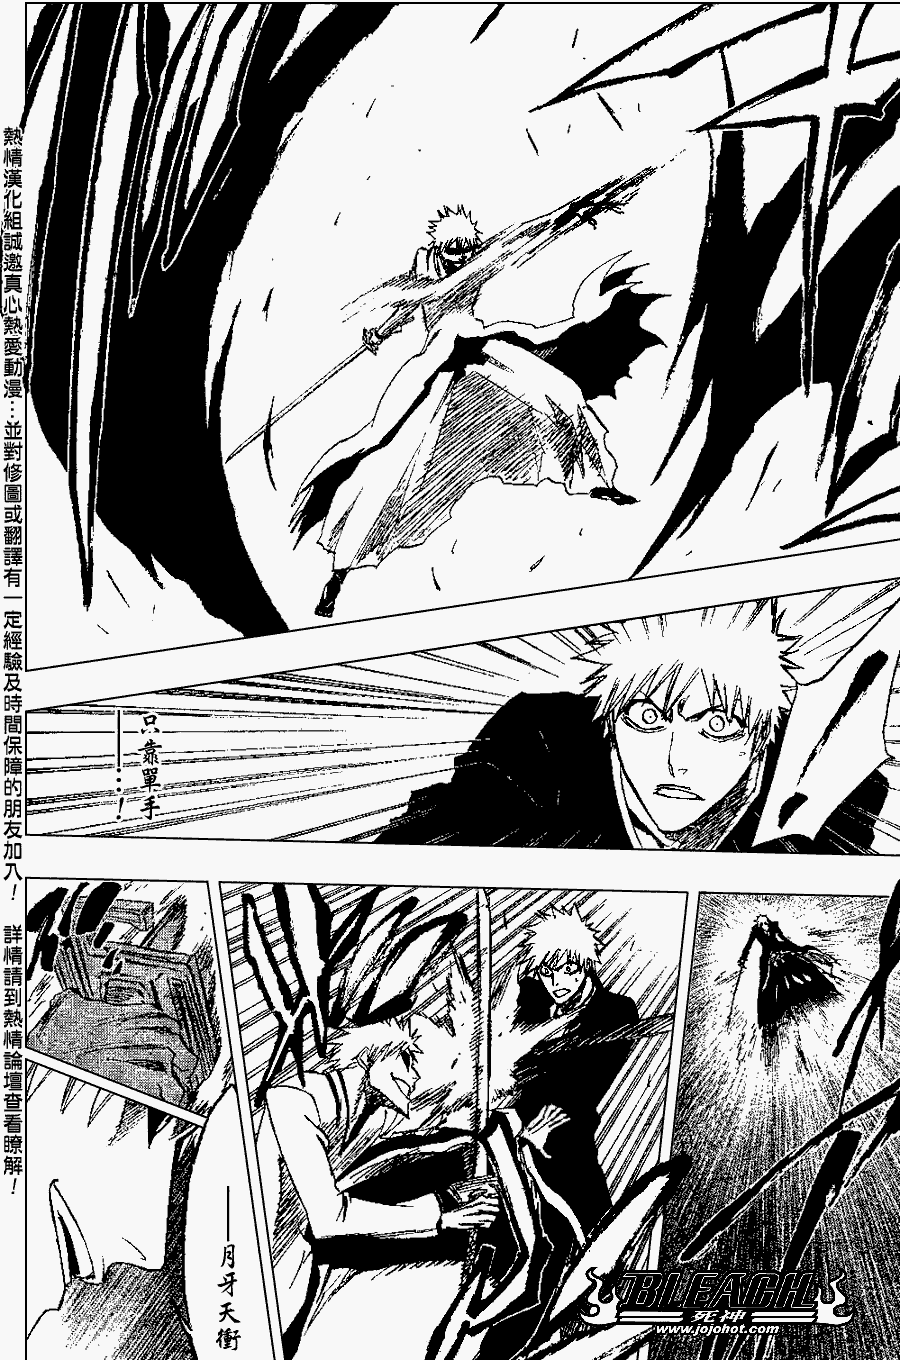 熱情漢化組誠邀真心熱愛動漫…並對修圖或翻譯有一定經驗及時間保障的朋友加入！ 詳情請到熱情論壇查看瞭解！
只靠單手
——…！
——月牙天衝
BLEACH
死神
www.jojohot.com